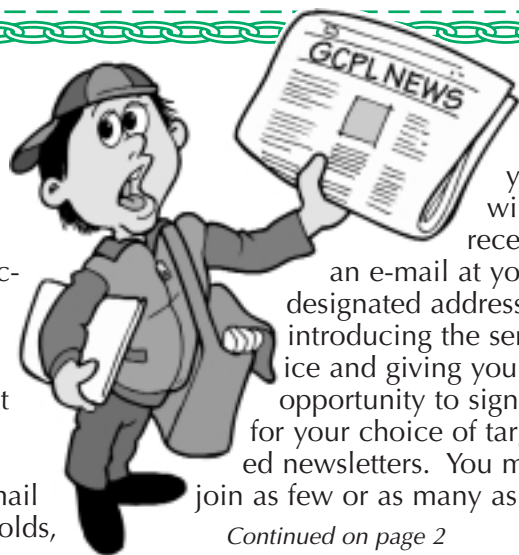 GCPL NEWS
c-
t
mail
olds,
y
wi
rece
an e-mail at yo
designated address
introducing the ser
ice and giving you
opportunity to sign
for your choice of tar
ed newsletters. You m
join as few or as many as
Continued on page 2